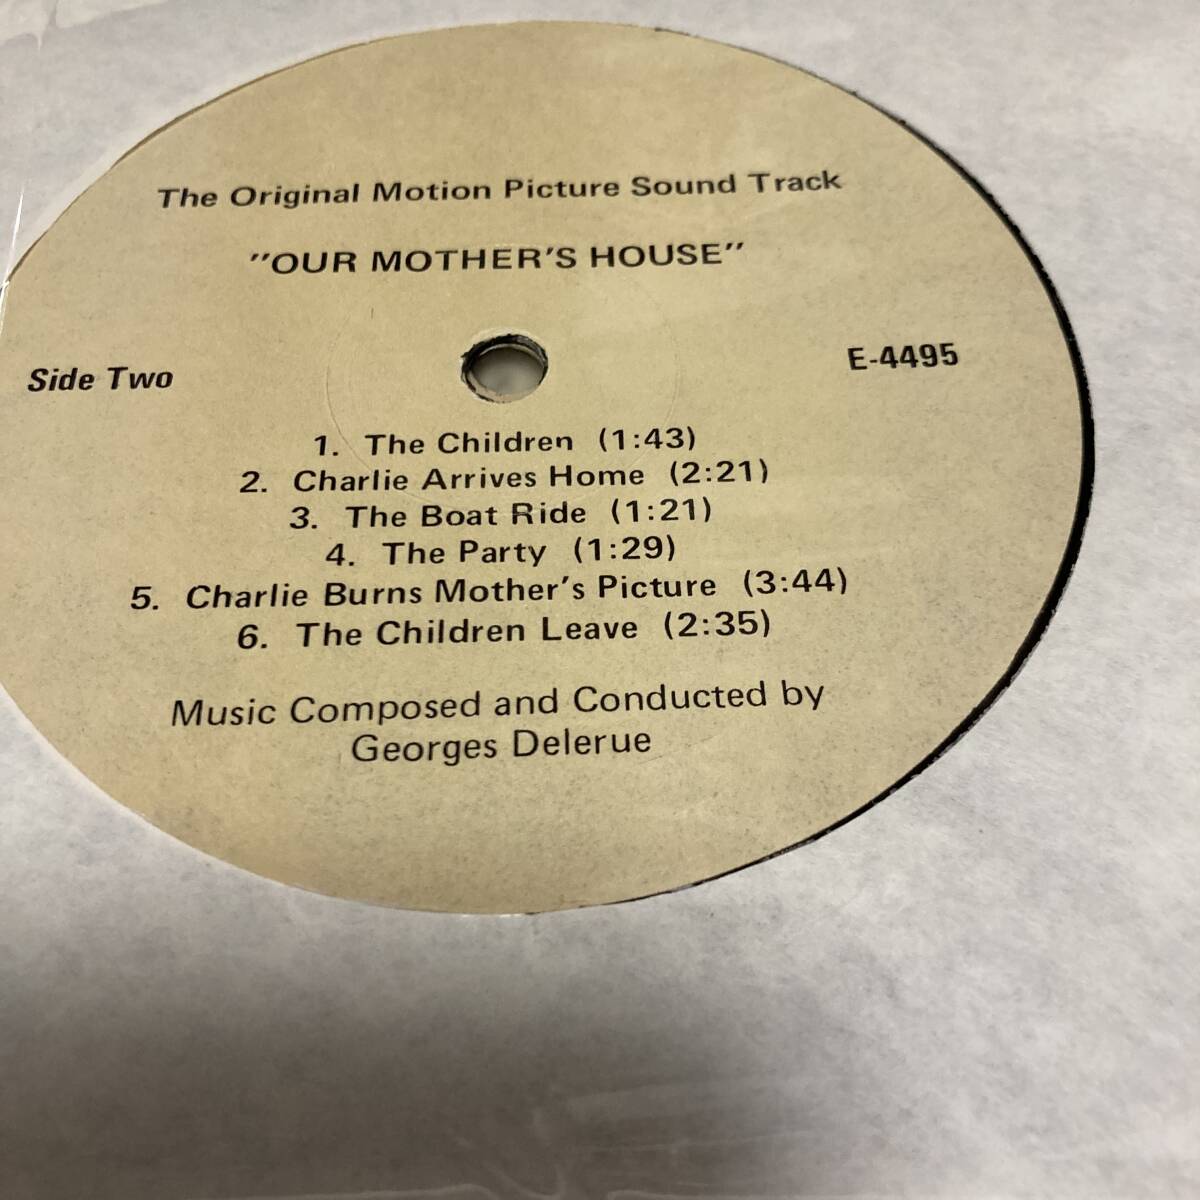 The Original Motion Picture Sound Track
"OUR MOTHER'S HOUSE"
Side Two
E-4495
1. The Children (1:43)
2. Charlie Arrives Home (2:21)
3. The Boat Ride (1:21)
4. The Party (1:29)
5. Charlie Burns Mother's Picture (3:44)
6. The Children Leave (2:35)
Music Composed and Conducted by
Georges Delerue